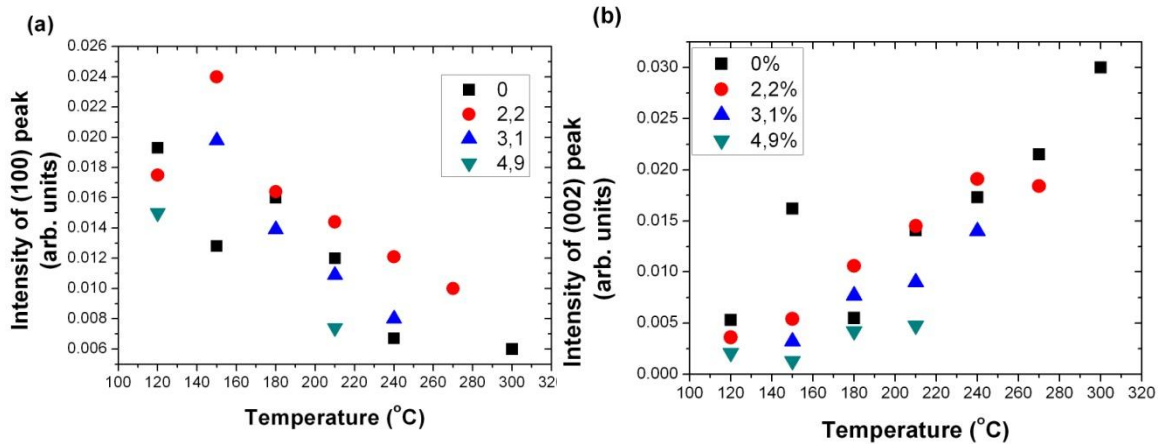 (a)
0.026
0.024
0.022
0.020
0.018
0.016
0.014
0.012
0.010
0.008
0.006
Intensity of (100) peak
(arb. units)
0
2,2
3,1
4,9
100 120 140 160 180 200 220 240 260 280 300 32
Temperature (°C)
(b)
0.030
0.025
0.020
0.015
0.010
0.005
0.000
Intensity of (002) peak
(arb. units)
0%
2,2%
3,1%
4,9%
100 120 140 160 180 200 220 240 260 280 300 320
Temperature (°C)